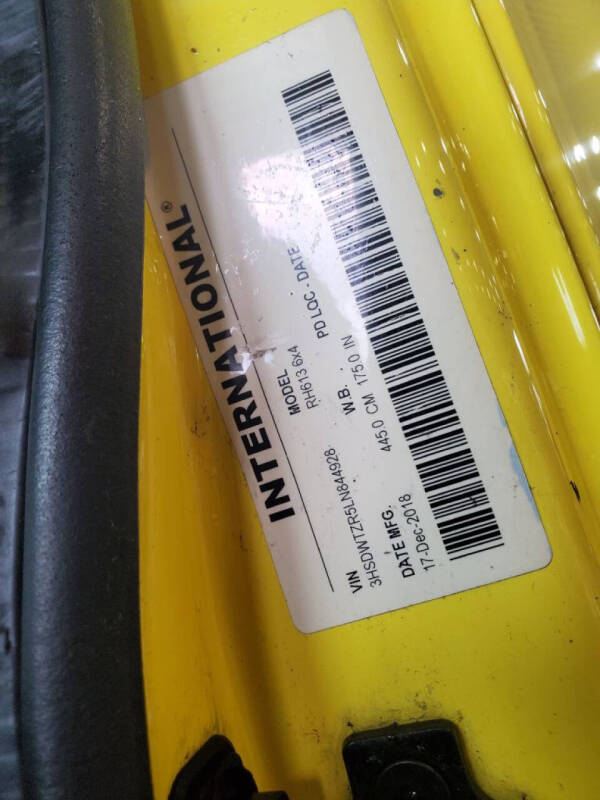 INTERNATIONAL®
VIN MODEL
3HSDWTZR5LN844928 RH613 6x4
DATE MFG. W.B. PD LOC - DATE
17-Dec-2018 445.0 CM, 175.0 IN